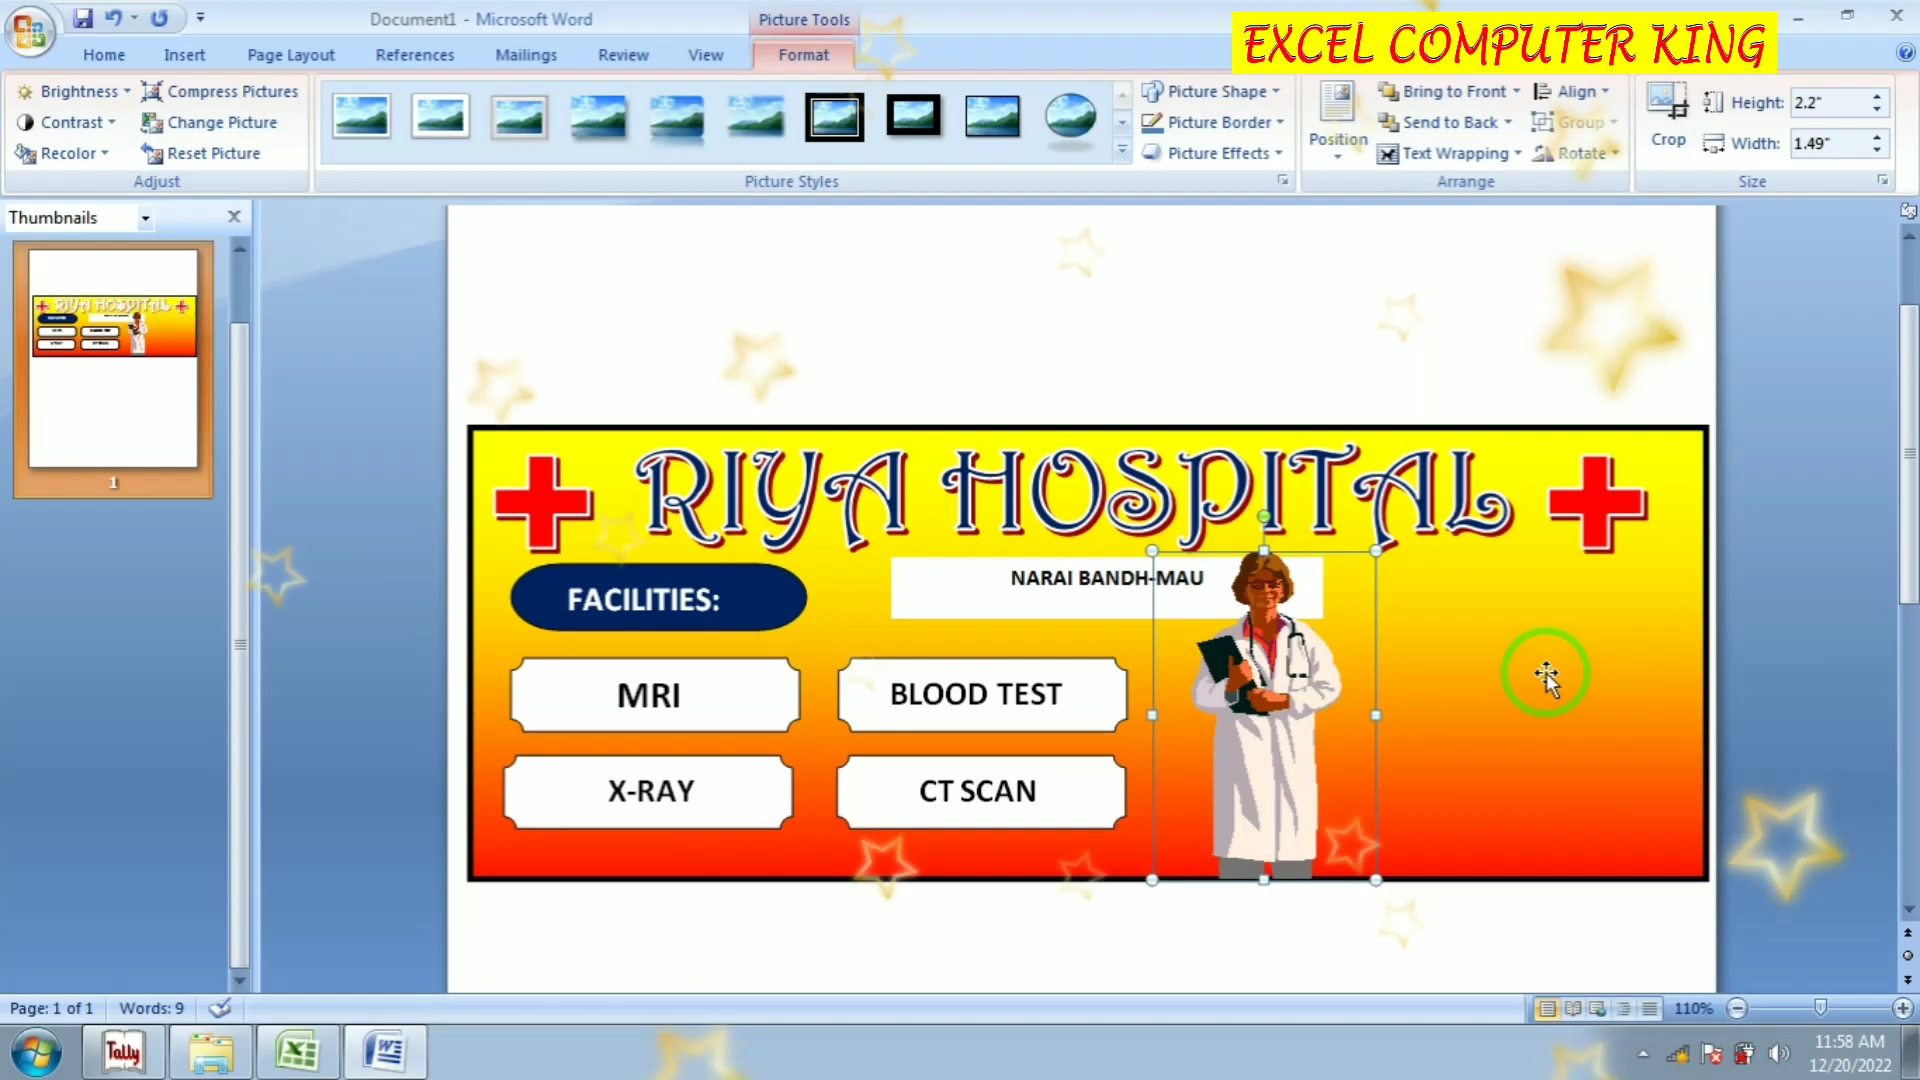 Document1 - Microsoft Word
Picture Tools
EXCEL COMPUTER KING
Home
Insert
Page Layout
References
Mailings
Review
View
Format
Brightness
Compress Pictures
Picture Shape
Bring to Front
Align
Height:
2.2"
Contrast
Change Picture
Picture Border
Send to Back
Group
Position
Crop
Width:
1.49"
Recolor
Reset Picture
Picture Effects
Text Wrapping
Rotate
Adjust
Picture Styles
Arrange
Size
Thumbnails
RIYA HOSPITAL
1
RIYA HOSPITAL
NARAI BANDH-MAU
FACILITIES:
MRI
BLOOD TEST
X-RAY
CT SCAN
Page: 1 of 1
Words: 9
110%
Tally
11:58 AM
12/20/2022